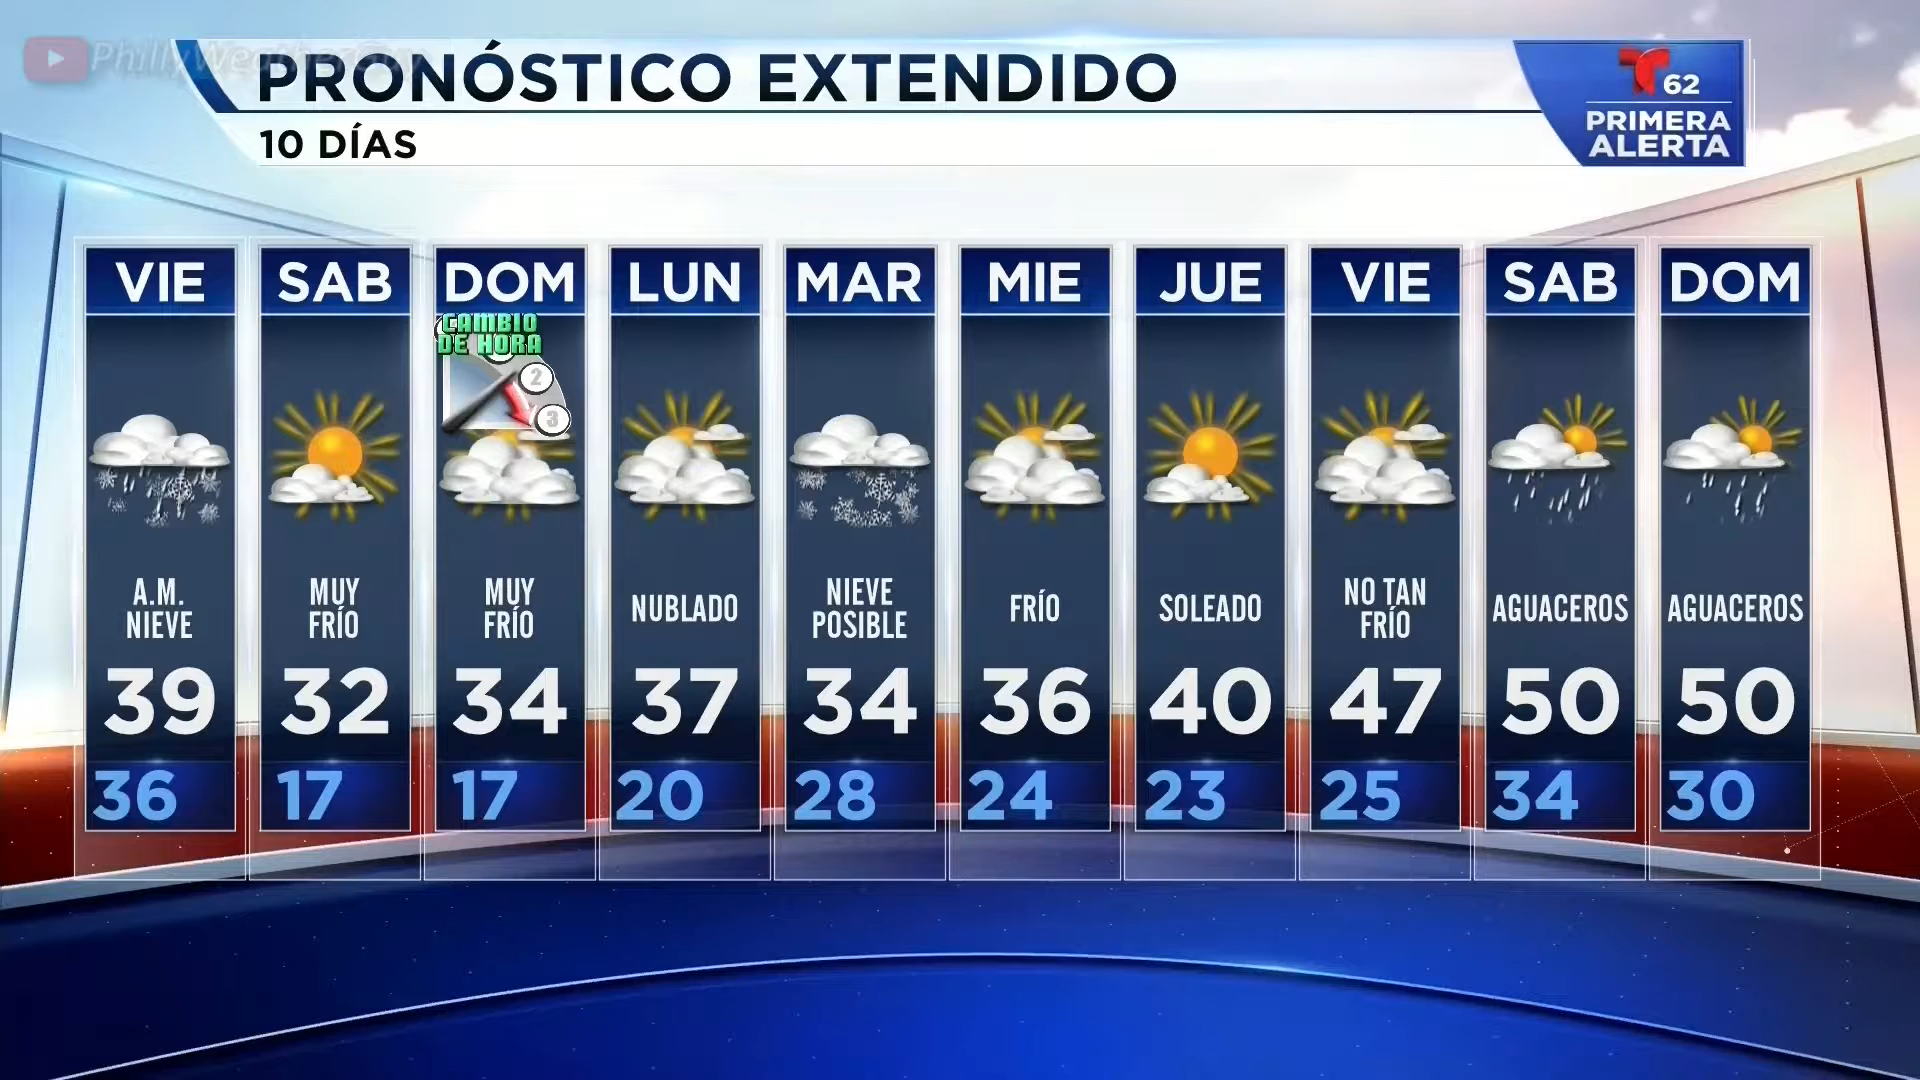 PhillyWeatherGuy
PRONÓSTICO EXTENDIDO
10 DÍAS
62
PRIMERA
ALERTA
VIE
A.M.
NIEVE
39
36
SAB
MUY
FRÍO
32
17
DOM
CAMBIO
DE HORA
2
3
MUY
FRÍO
34
17
LUN
NUBLADO
37
20
MAR
NIEVE
POSIBLE
34
28
MIE
FRÍO
36
24
JUE
SOLEADO
40
23
VIE
NO TAN
FRÍO
47
25
SAB
AGUACEROS
50
34
DOM
AGUACEROS
50
30